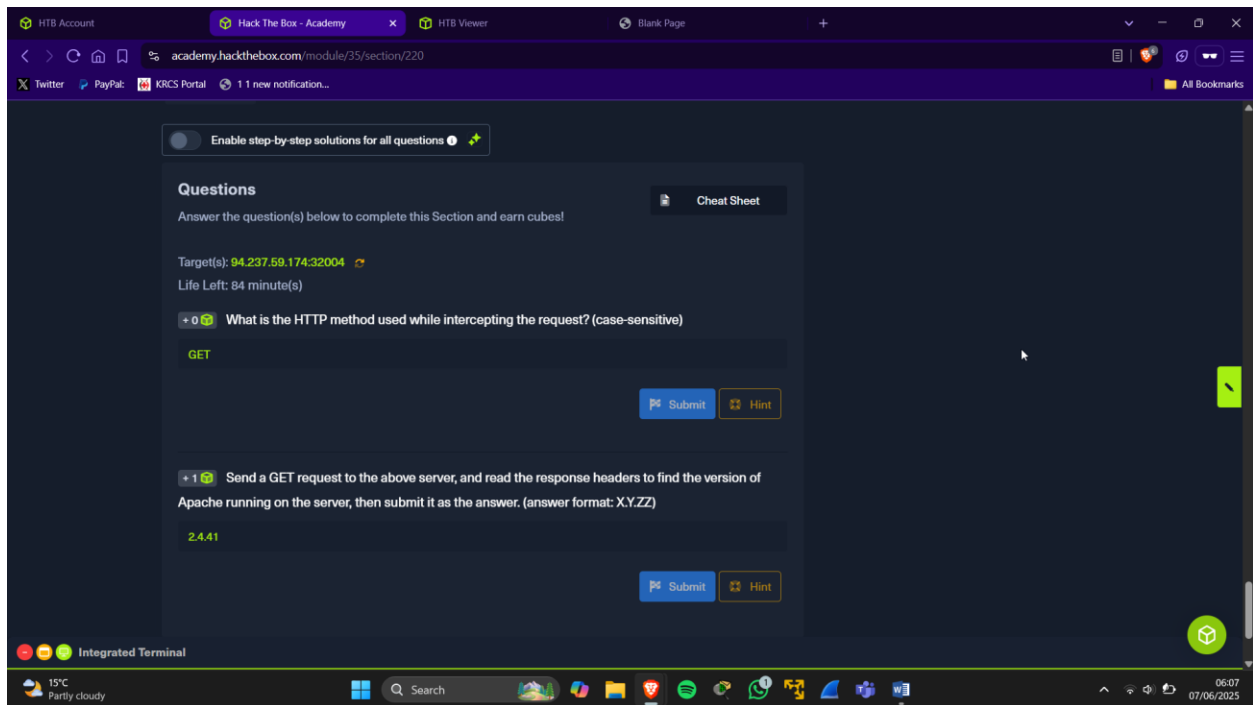 HTB Account
Hack The Box - Academy
HTB Viewer
Blank Page
academy.hackthebox.com/module/35/section/220
Twitter
PayPal:
KRCS Portal
1 1 new notification...
All Bookmarks
Enable step-by-step solutions for all questions
Questions
Cheat Sheet
Answer the question(s) below to complete this Section and earn cubes!
Target(s): 94.237.59.174:32004
Life Left: 84 minute(s)
+ 0 What is the HTTP method used while intercepting the request? (case-sensitive)
GET
Submit
Hint
+ 1 Send a GET request to the above server, and read the response headers to find the version of
Apache running on the server, then submit it as the answer. (answer format: X.Y.ZZ)
2.4.41
Submit
Hint
Integrated Terminal
15°C
Partly cloudy
Search
06:07
07/06/2025